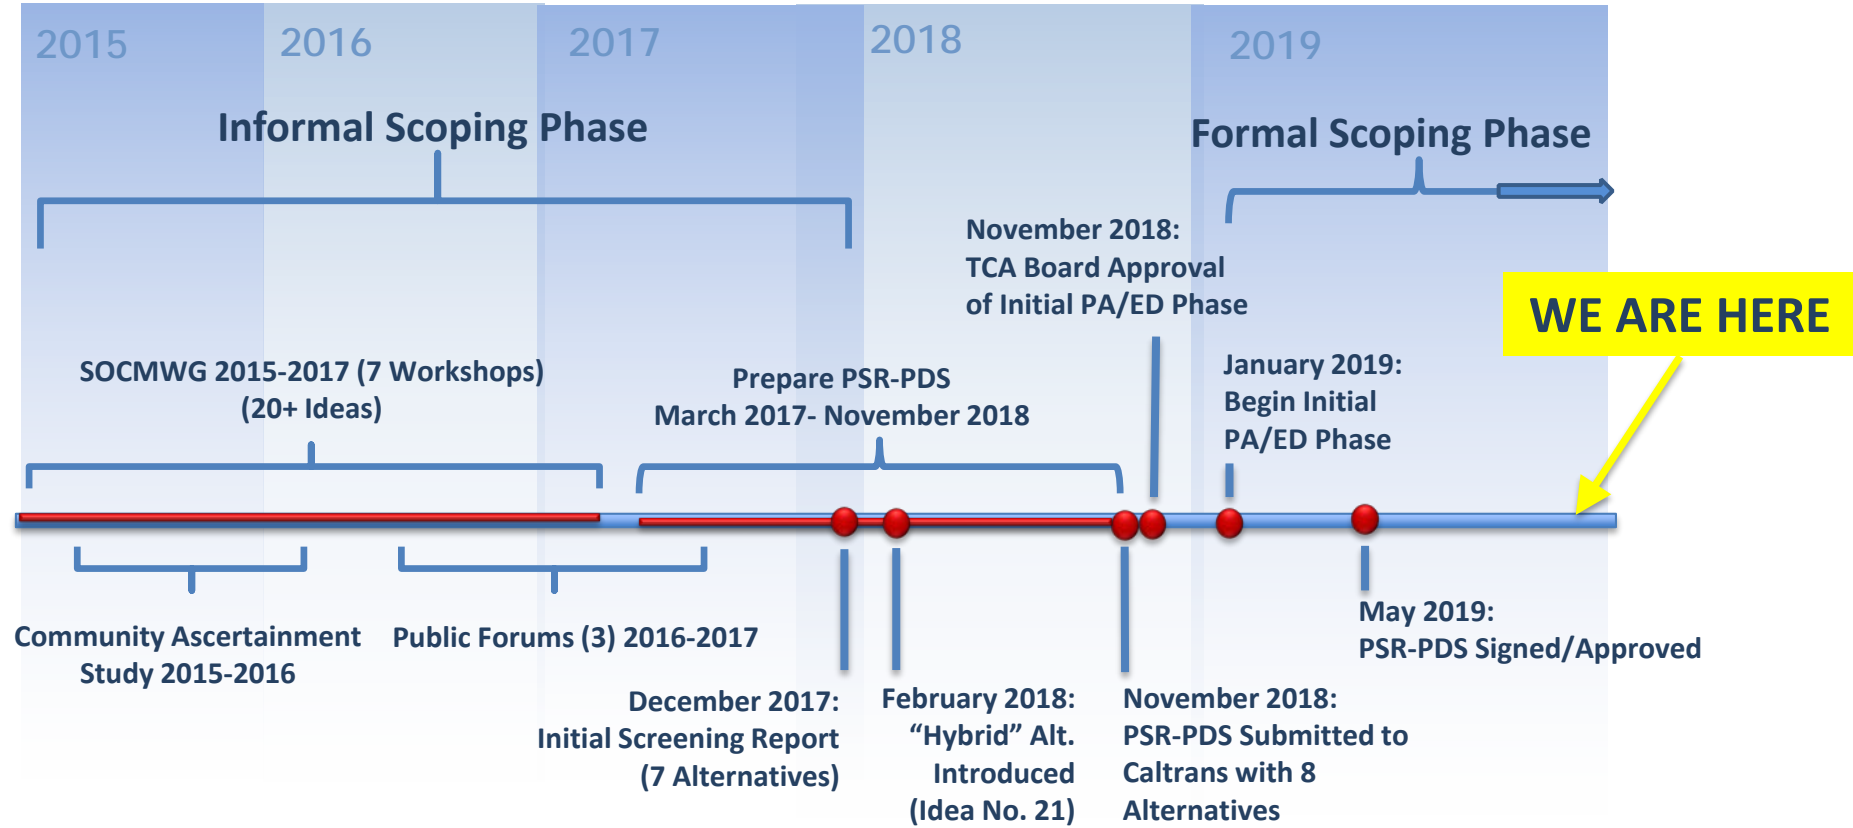 2015
2016
2017
2018
2019
Informal Scoping Phase
Formal Scoping Phase
November 2018:
TCA Board Approval
of Initial PA/ED Phase
WE ARE HERE
SOCMWG 2015-2017 (7 Workshops)
(20+ Ideas)
Prepare PSR-PDS
March 2017- November 2018
January 2019:
Begin Initial
PA/ED Phase
Community Ascertainment
Study 2015-2016
Public Forums (3) 2016-2017
December 2017:
Initial Screening Report
(7 Alternatives)
February 2018:
“Hybrid” Alt.
Introduced
(Idea No. 21)
November 2018:
PSR-PDS Submitted to
Caltrans with 8
Alternatives
May 2019:
PSR-PDS Signed/Approved